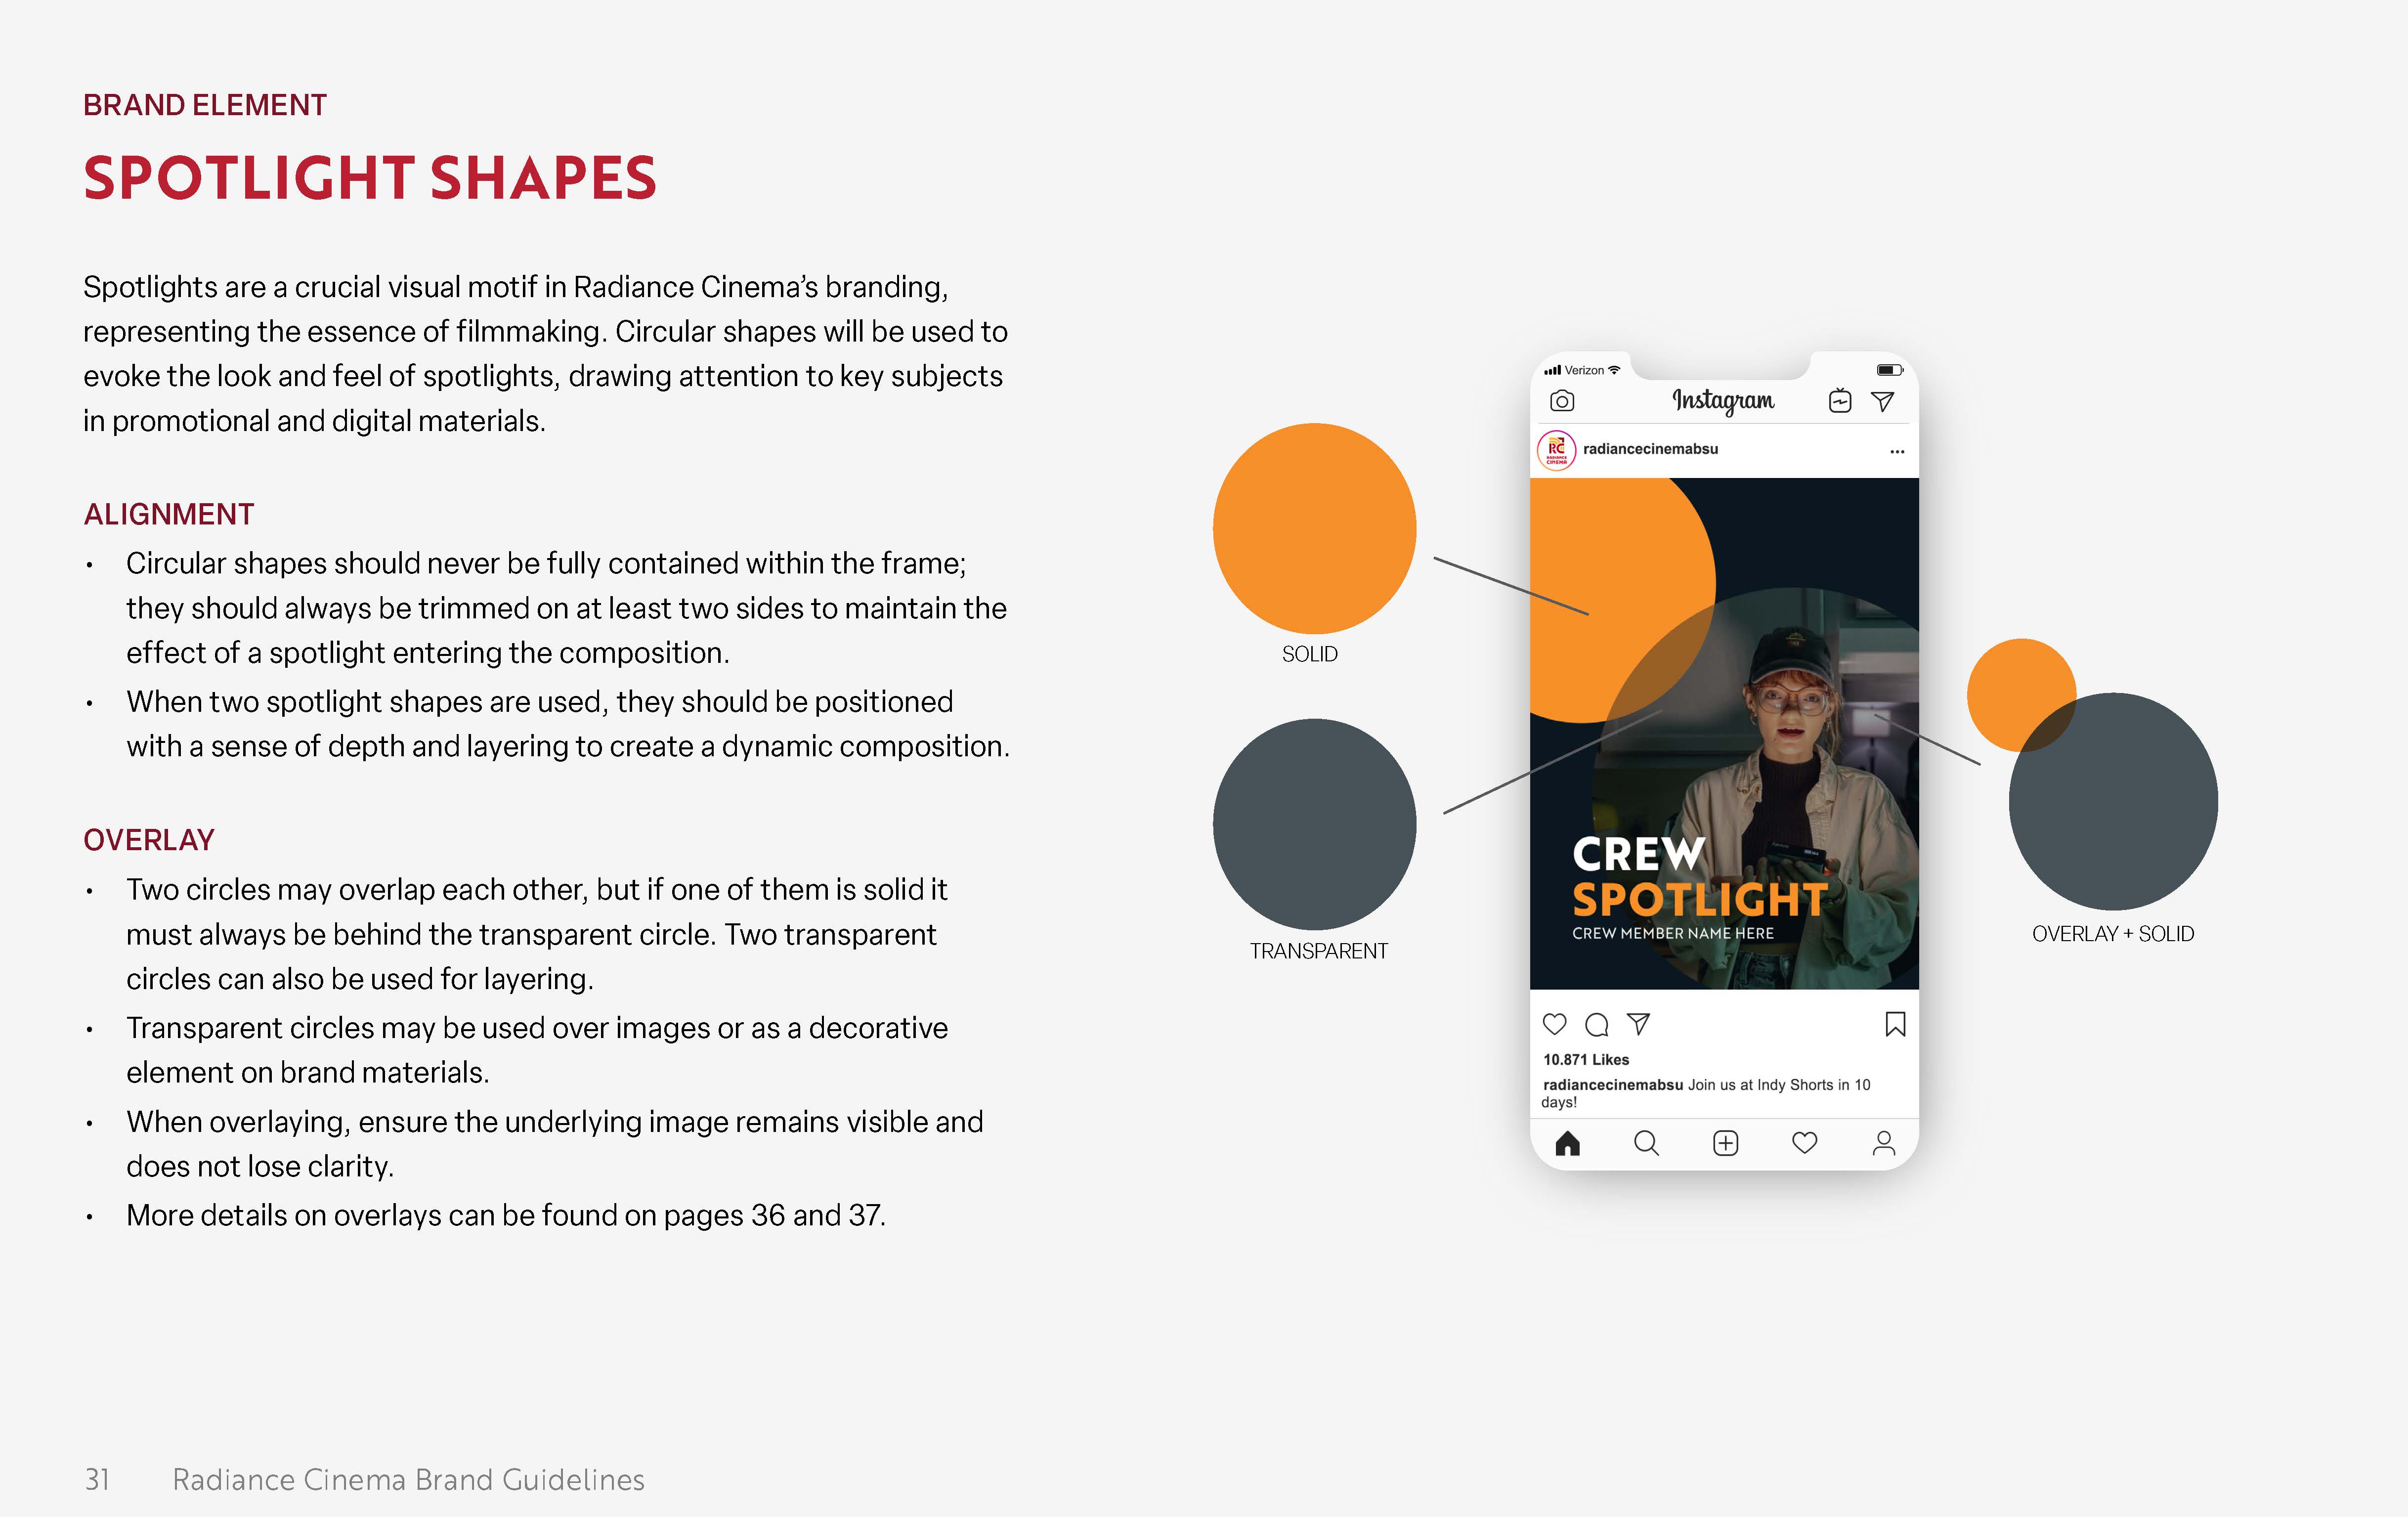 BRAND ELEMENT
SPOTLIGHT SHAPES
Spotlights are a crucial visual motif in Radiance Cinema’s branding,
representing the essence of filmmaking. Circular shapes will be used to
evoke the look and feel of spotlights, drawing attention to key subjects
in promotional and digital materials.
ALIGNMENT
• Circular shapes should never be fully contained within the frame;
they should always be trimmed on at least two sides to maintain the
effect of a spotlight entering the composition.
• When two spotlight shapes are used, they should be positioned
with a sense of depth and layering to create a dynamic composition.
OVERLAY
• Two circles may overlap each other, but if one of them is solid it
must always be behind the transparent circle. Two transparent
circles can also be used for layering.
• Transparent circles may be used over images or as a decorative
element on brand materials.
• When overlaying, ensure the underlying image remains visible and
does not lose clarity.
• More details on overlays can be found on pages 36 and 37.
SOLID
TRANSPARENT
Verizon
Instagram
RC
RADIANCE
CINEMA
radiancecinemabsu
CREW
SPOTLIGHT
CREW MEMBER NAME HERE
10.871 Likes
radiancecinemabsu Join us at Indy Shorts in 10
days!
OVERLAY + SOLID
31 Radiance Cinema Brand Guidelines